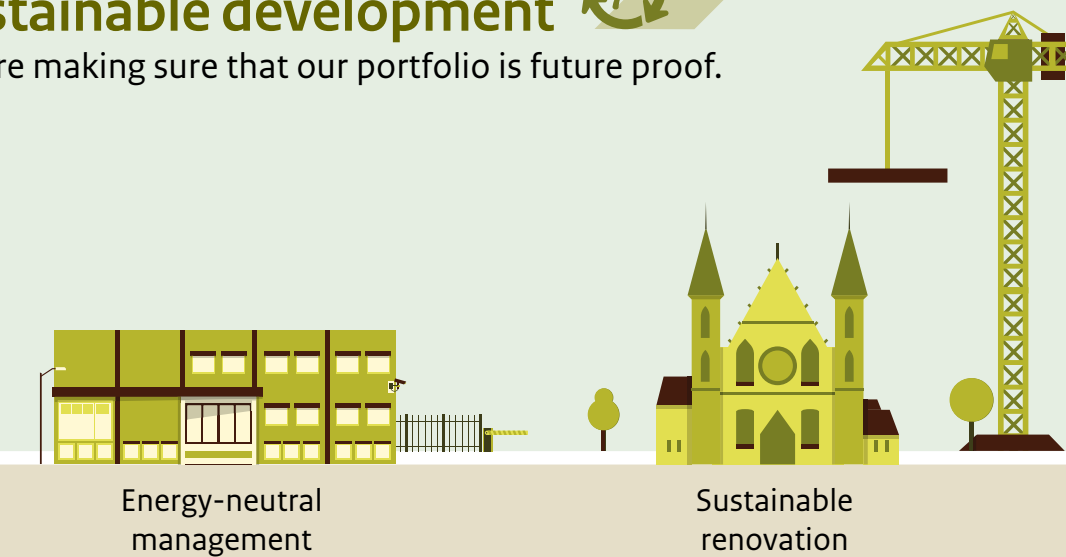 stainable development
re making sure that our portfolio is future proof.
Energy-neutral
management
Sustainable
renovation